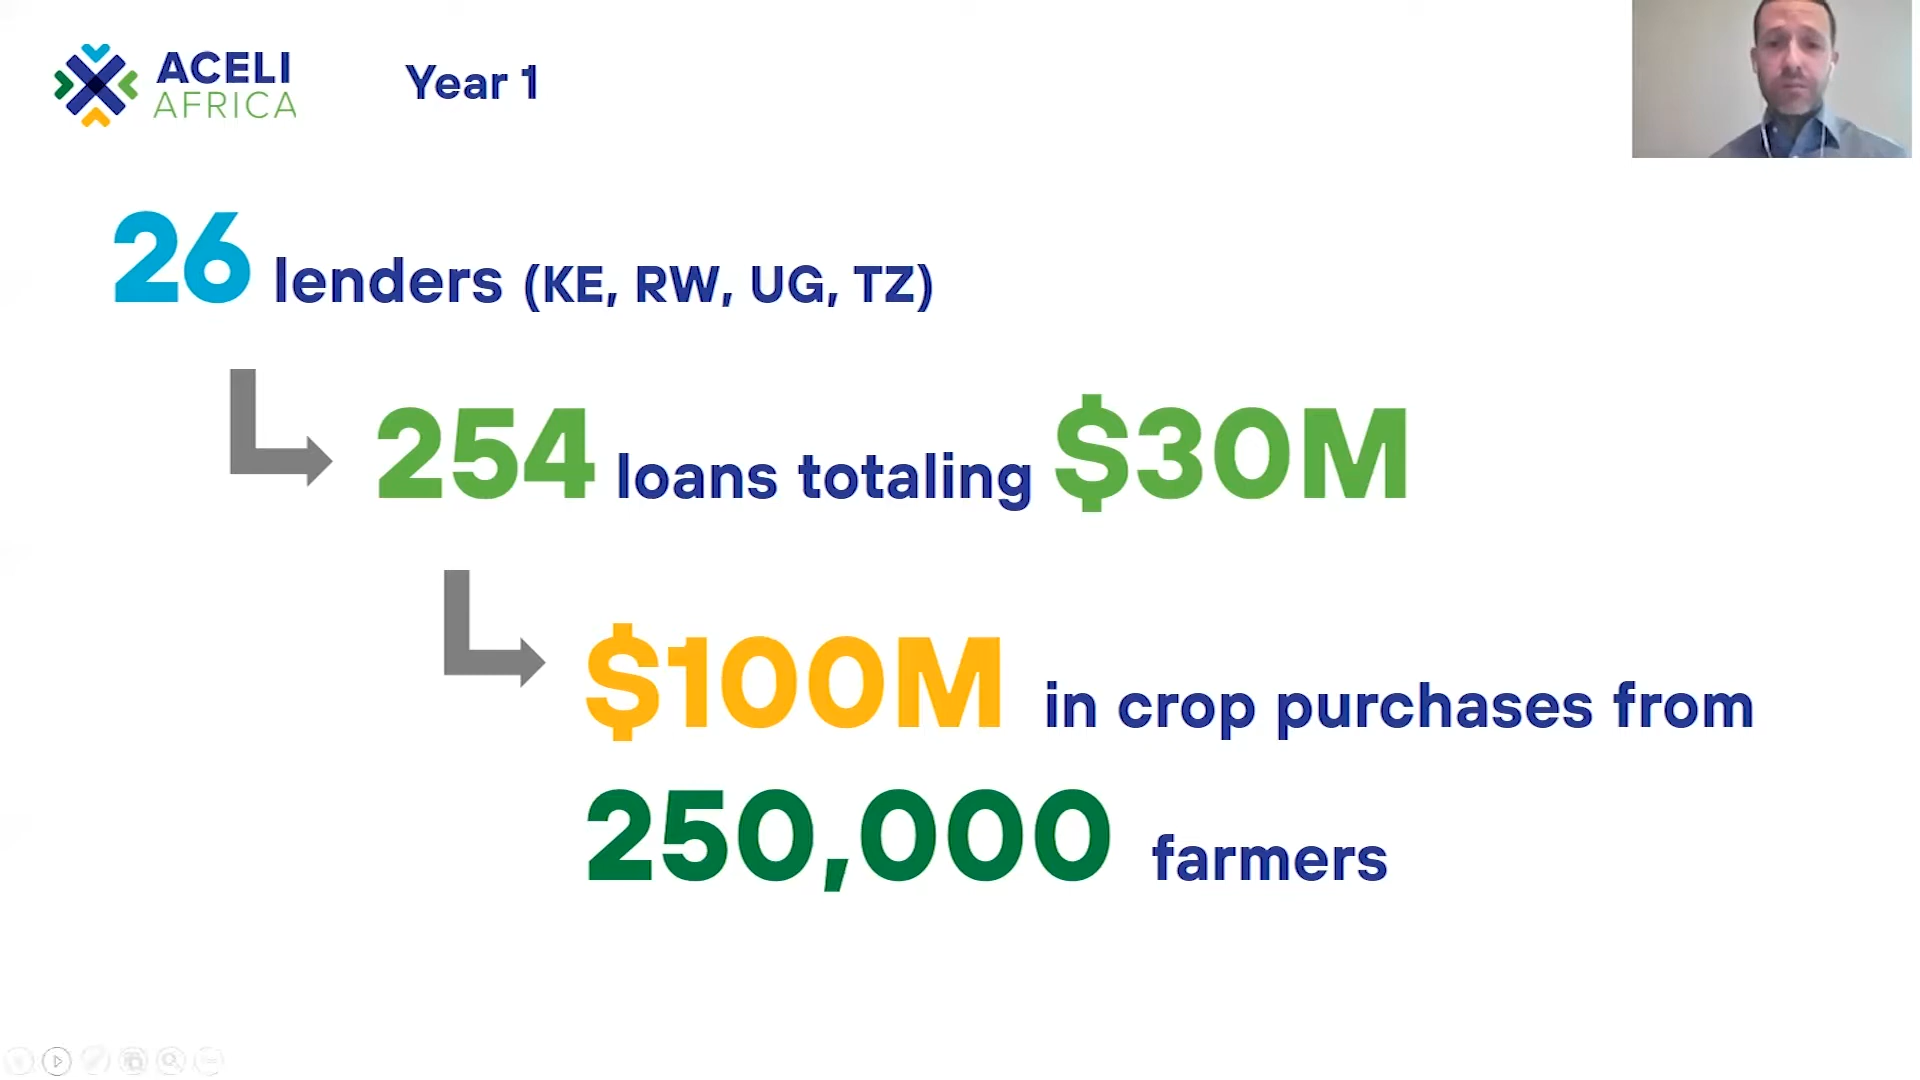 ACELI
AFRICA
Year 1
26 lenders (KE, RW, UG, TZ)
254 loans totaling $30M
$100M in crop purchases from
250,000 farmers